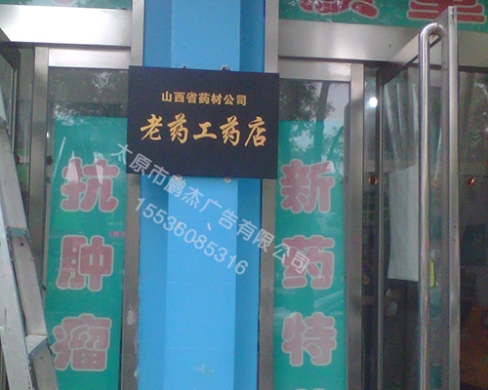 山西省药材公司
老药工药店
抗肿瘤
新药特
太原市鹏杰广告有限公司
15536085316